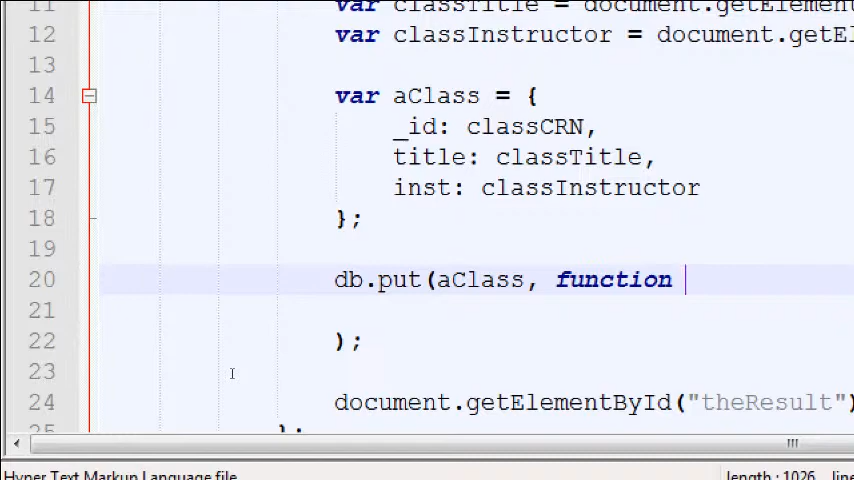 11 var classTitle = document.getElement
12 var classInstructor = document.getEl
13
14 var aClass = {
15 _id: classCRN,
16 title: classTitle,
17 inst: classInstructor
18 };
19
20 db.put(aClass, function
21
22 );
23
24 document.getElementById("theResult")
25 };
Hyper Text Markup Language file length : 1026 line